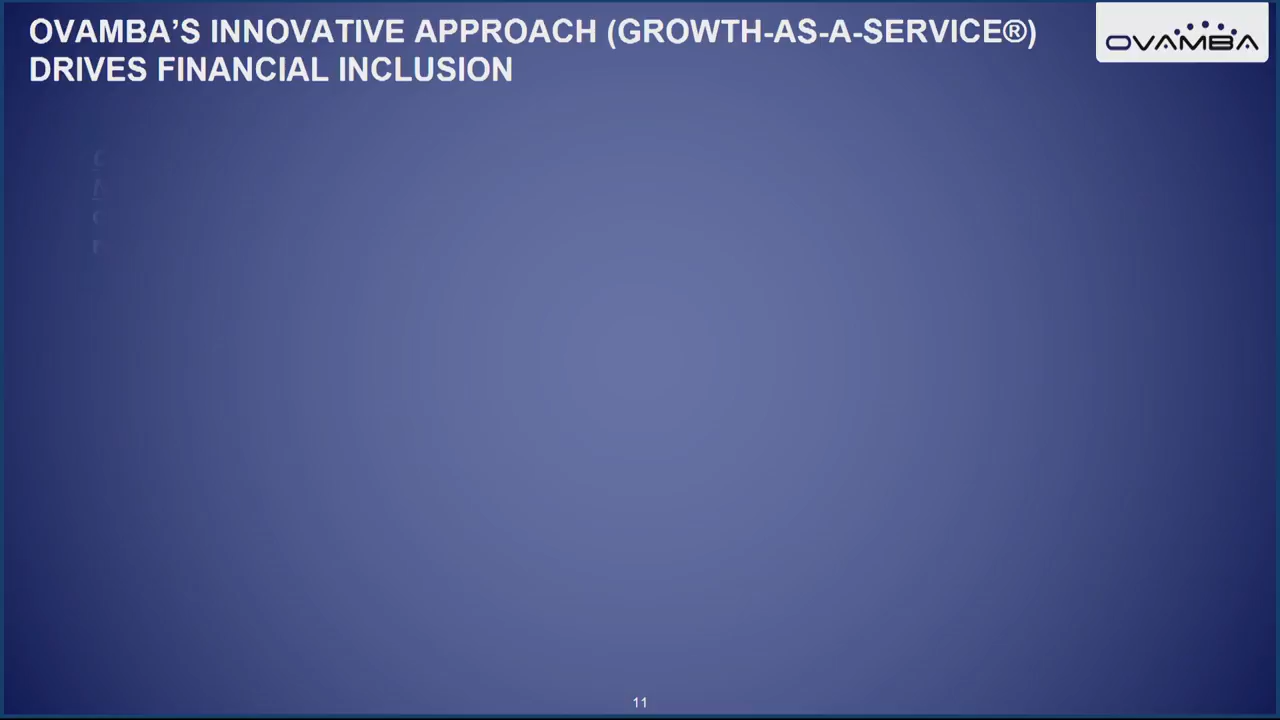 OVAMBA’S INNOVATIVE APPROACH (GROWTH-AS-A-SERVICE®)
DRIVES FINANCIAL INCLUSION
OVAMBA
11